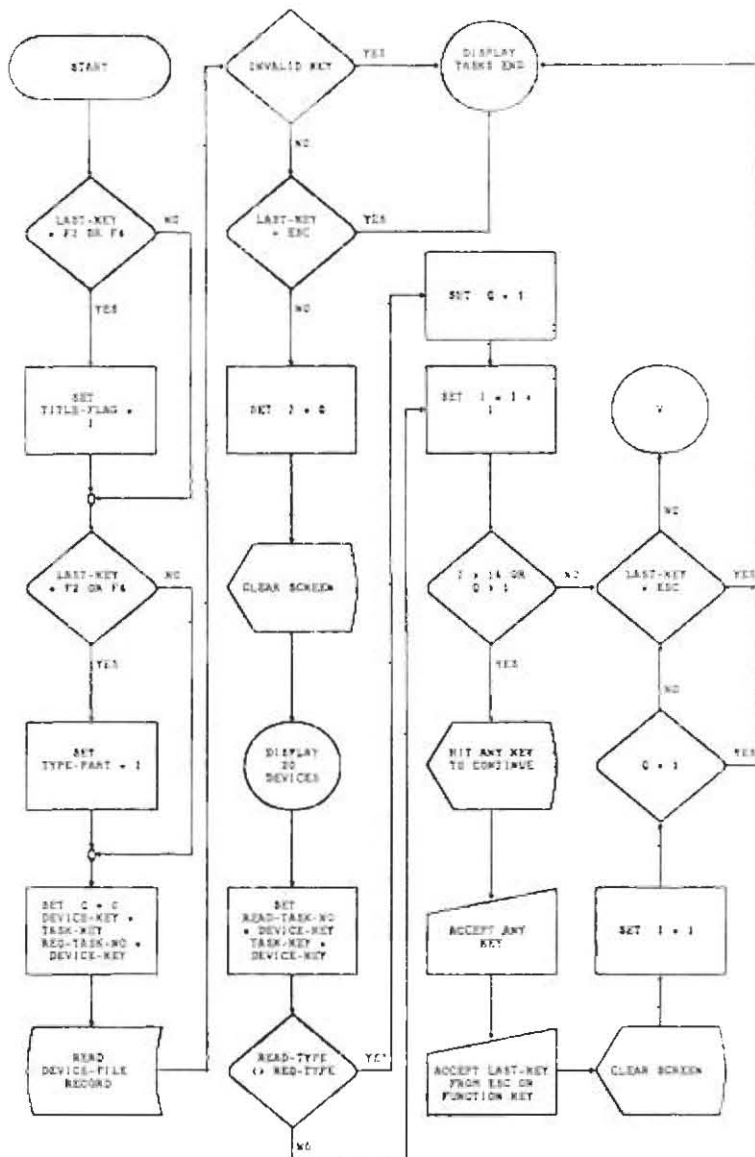 START
LAST-KEY
= F2 OR F4
NO
YES
SET
TITLE-FLAG =
1
LAST-KEY
= F2 OR F4
NO
YES
SET
TYPE-PART = 1
SET Q = 0
DEVICE-KEY =
TASK-KEY
REQ-TASK-NO =
DEVICE-KEY
READ
DEVICE-FILE
RECORD
INVALID KEY
YES
NO
DISPLAY
TASKS END
LAST-KEY
= ESC
YES
NO
SET
CLEAR SCREEN
DISPLAY
20
DEVICES
SET
READ-TASK-NO
= DEVICE-KEY
TASK-KEY =
DEVICE-KEY
READ-TYPE
<> REQ-TYPE
YES
NO
SET Q = 1
SET
OR
NO
YES
HIT ANY KEY
TO CONTINUE
ACCEPT ANY
KEY
ACCEPT LAST-KEY
FROM ESC OR
FUNCTION KEY
CLEAR SCREEN
SET
Q = 1
YES
NO
LAST-KEY
= ESC
YES
NO